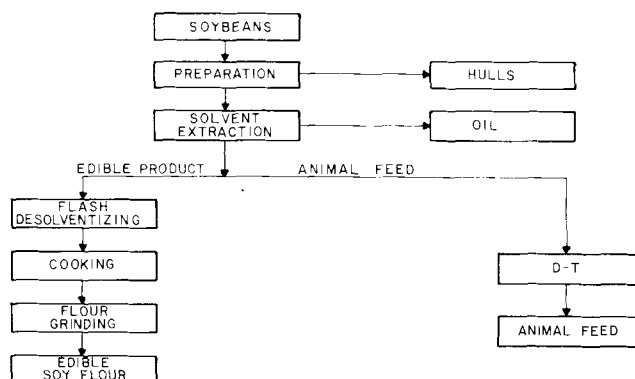 SOYBEANS
PREPARATION
HULLS
SOLVENT
EXTRACTION
OIL
EDIBLE PRODUCT
ANIMAL FEED
FLASH
DESOLVENTIZING
COOKING
D-T
FLOUR
GRINDING
ANIMAL FEED
EDIBLE
SOY FLOUR